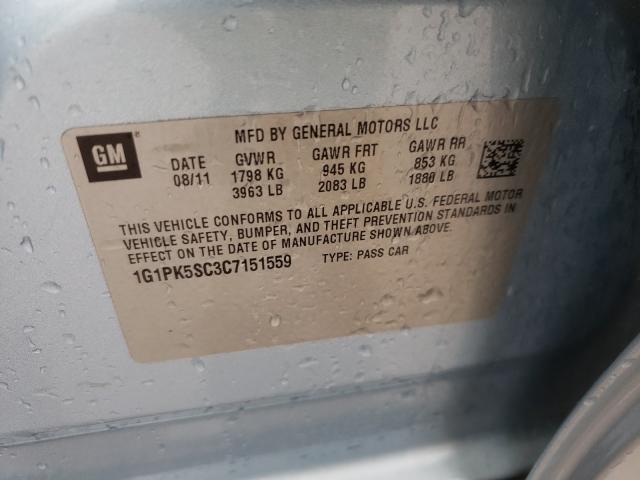 GM
MFD BY GENERAL MOTORS LLC
DATE GVWR GAWR FRT GAWR RR
08/11 1798 KG 945 KG 853 KG
3963 LB 2083 LB 1880 LB
THIS VEHICLE CONFORMS TO ALL APPLICABLE U.S. FEDERAL MOTOR
VEHICLE SAFETY, BUMPER, AND THEFT PREVENTION STANDARDS IN
EFFECT ON THE DATE OF MANUFACTURE SHOWN ABOVE.
1G1PK5SC3C7151559 TYPE: PASS CAR